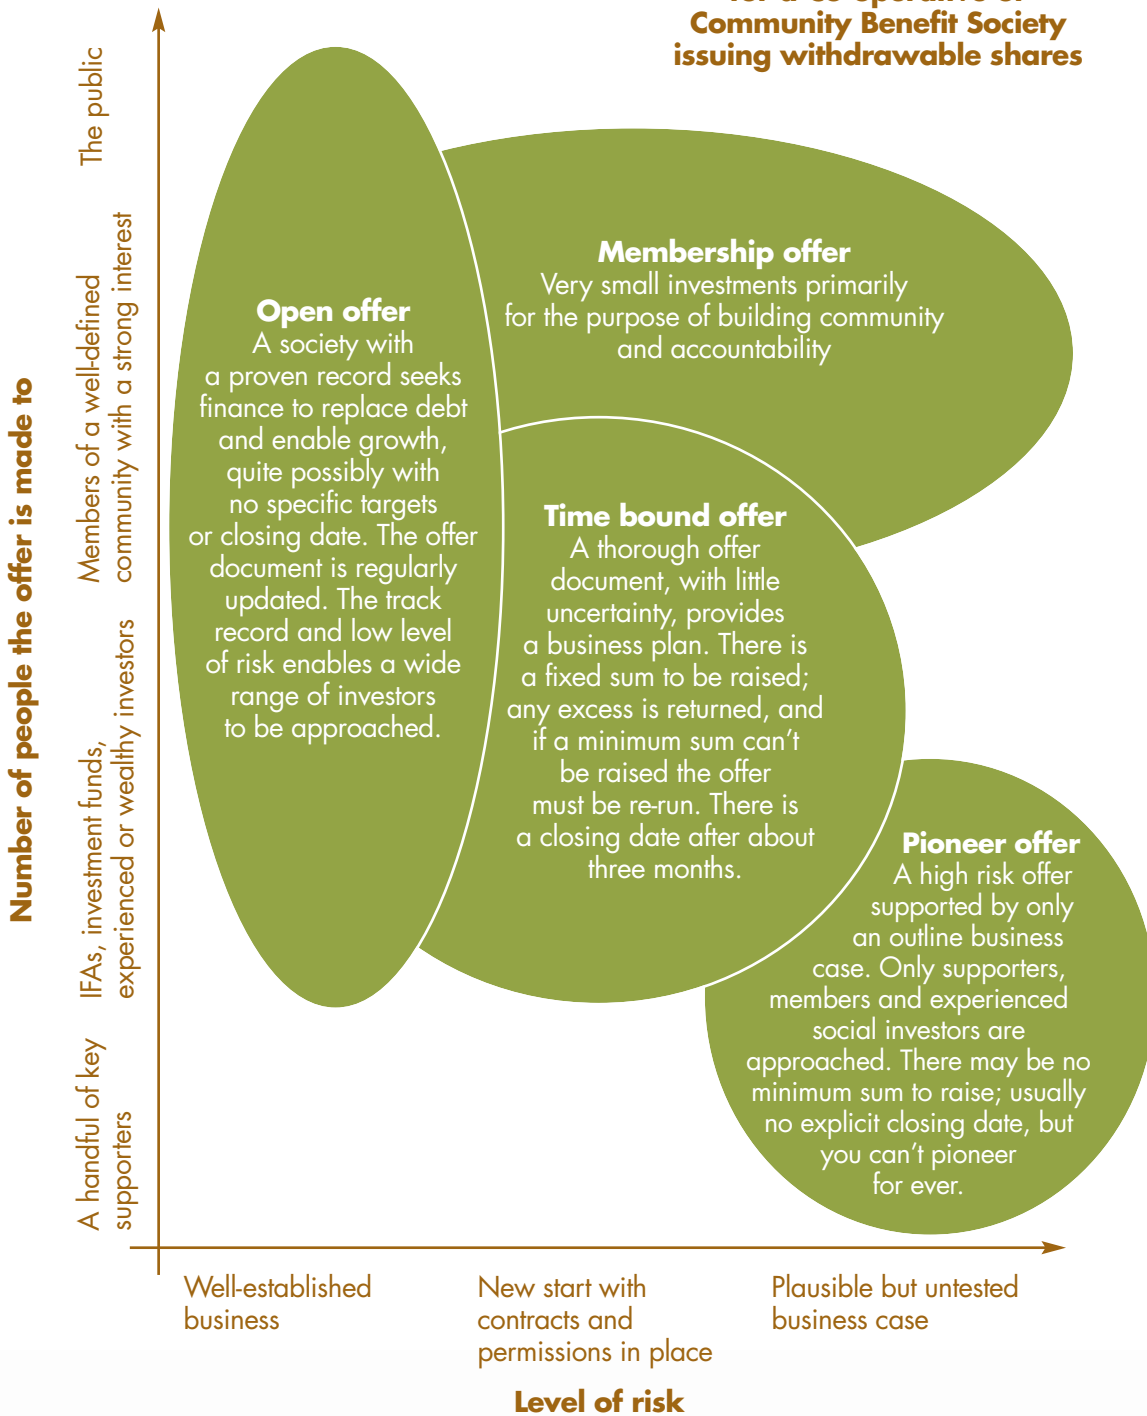 for a Co-operative or
Community Benefit Society
issuing withdrawable shares
Number of people the offer is made to
The public
Members of a well-defined
community with a strong interest
IFAs, investment funds,
experienced or wealthy investors
A handful of key
supporters
Open offer
A society with
a proven record seeks
finance to replace debt
and enable growth,
quite possibly with
no specific targets
or closing date. The offer
document is regularly
updated. The track
record and low level
of risk enables a wide
range of investors
to be approached.
Membership offer
Very small investments primarily
for the purpose of building community
and accountability
Time bound offer
A thorough offer
document, with little
uncertainty, provides
a business plan. There is
a fixed sum to be raised;
any excess is returned, and
if a minimum sum can't
be raised the offer
must be re-run. There is
a closing date after about
three months.
Pioneer offer
A high risk offer
supported by only
an outline business
case. Only supporters,
members and experienced
social investors are
approached. There may be no
minimum sum to raise; usually
no explicit closing date, but
you can't pioneer
for ever.
Well-established
business
New start with
contracts and
permissions in place
Plausible but untested
business case
Level of risk